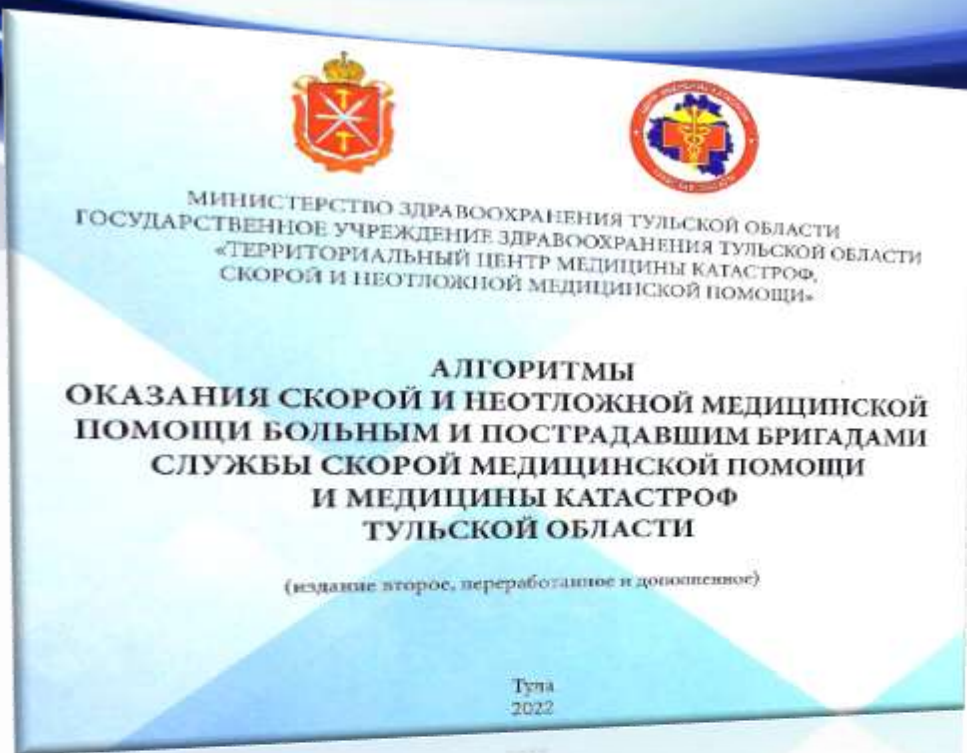 МИНИСТЕРСТВО ЗДРАВООХРАНЕНИЯ ТУЛЬСКОЙ ОБЛАСТИ
ГОСУДАРСТВЕННОЕ УЧРЕЖДЕНИЕ ЗДРАВООХРАНЕНИЯ ТУЛЬСКОЙ ОБЛАСТИ
«ТЕРРИТОРИАЛЬНЫЙ ЦЕНТР МЕДИЦИНЫ КАТАСТРОФ,
СКОРОЙ И НЕОТЛОЖНОЙ МЕДИЦИНСКОЙ ПОМОЩИ»
АЛГОРИТМЫ
ОКАЗАНИЯ СКОРОЙ И НЕОТЛОЖНОЙ МЕДИЦИНСКОЙ
ПОМОЩИ БОЛЬНЫМ И ПОСТРАДАВШИМ БРИГАДАМИ
СЛУЖБЫ СКОРОЙ МЕДИЦИНСКОЙ ПОМОЩИ
И МЕДИЦИНЫ КАТАСТРОФ
ТУЛЬСКОЙ ОБЛАСТИ
(издание второе, переработанное и дополненное)
Тула
2022